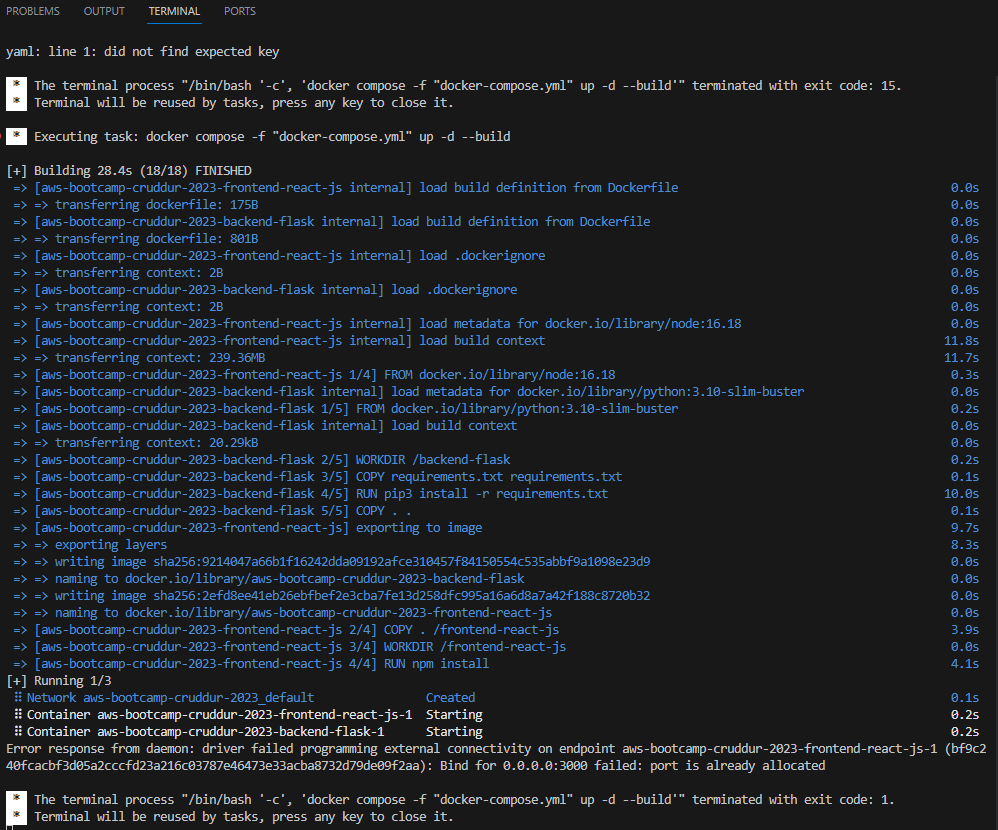 PROBLEMS OUTPUT TERMINAL PORTS
yaml: line 1: did not find expected key
* The terminal process "/bin/bash '-c', 'docker compose -f "docker-compose.yml" up -d --build'" terminated with exit code: 15.
* Terminal will be reused by tasks, press any key to close it.
* Executing task: docker compose -f "docker-compose.yml" up -d --build
[+] Building 28.4s (18/18) FINISHED
=> [aws-bootcamp-cruddur-2023-frontend-react-js internal] load build definition from Dockerfile 0.0s
=> => transferring dockerfile: 175B 0.0s
=> [aws-bootcamp-cruddur-2023-backend-flask internal] load build definition from Dockerfile 0.0s
=> => transferring dockerfile: 801B 0.0s
=> [aws-bootcamp-cruddur-2023-frontend-react-js internal] load .dockerignore 0.0s
=> => transferring context: 2B 0.0s
=> [aws-bootcamp-cruddur-2023-backend-flask internal] load .dockerignore 0.0s
=> => transferring context: 2B 0.0s
=> [aws-bootcamp-cruddur-2023-frontend-react-js internal] load metadata for docker.io/library/node:16.18 0.0s
=> [aws-bootcamp-cruddur-2023-frontend-react-js internal] load build context 11.8s
=> => transferring context: 239.36MB 11.7s
=> [aws-bootcamp-cruddur-2023-frontend-react-js 1/4] FROM docker.io/library/node:16.18 0.3s
=> [aws-bootcamp-cruddur-2023-backend-flask internal] load metadata for docker.io/library/python:3.10-slim-buster 0.0s
=> [aws-bootcamp-cruddur-2023-backend-flask 1/5] FROM docker.io/library/python:3.10-slim-buster 0.2s
=> [aws-bootcamp-cruddur-2023-backend-flask internal] load build context 0.0s
=> => transferring context: 20.29kB 0.0s
=> [aws-bootcamp-cruddur-2023-backend-flask 2/5] WORKDIR /backend-flask 0.2s
=> [aws-bootcamp-cruddur-2023-backend-flask 3/5] COPY requirements.txt requirements.txt 0.1s
=> [aws-bootcamp-cruddur-2023-backend-flask 4/5] RUN pip3 install -r requirements.txt 10.0s
=> [aws-bootcamp-cruddur-2023-backend-flask 5/5] COPY . . 0.1s
=> [aws-bootcamp-cruddur-2023-frontend-react-js] exporting to image 9.7s
=> => exporting layers 8.3s
=> => writing image sha256:9214047a66b1f16242dda09192afce310457f84150554c535abbf9a1098e23d9 0.0s
=> => naming to docker.io/library/aws-bootcamp-cruddur-2023-backend-flask 0.0s
=> => writing image sha256:2efd8ee41eb26ebfbef2e3cba7fe13d258dfc995a16a6d8a7a42f188c8720b32 0.0s
=> => naming to docker.io/library/aws-bootcamp-cruddur-2023-frontend-react-js 0.0s
=> [aws-bootcamp-cruddur-2023-frontend-react-js 2/4] COPY . /frontend-react-js 3.9s
=> [aws-bootcamp-cruddur-2023-frontend-react-js 3/4] WORKDIR /frontend-react-js 0.0s
=> [aws-bootcamp-cruddur-2023-frontend-react-js 4/4] RUN npm install 4.1s
[+] Running 1/3
⠿ Network aws-bootcamp-cruddur-2023_default Created 0.1s
⠿ Container aws-bootcamp-cruddur-2023-frontend-react-js-1 Starting 0.2s
⠿ Container aws-bootcamp-cruddur-2023-backend-flask-1 Starting 0.2s
Error response from daemon: driver failed programming external connectivity on endpoint aws-bootcamp-cruddur-2023-frontend-react-js-1 (bf9c2
40fcacbf3d05a2cccfd23a216c03787e46473e33acba8732d79de09f2aa): Bind for 0.0.0.0:3000 failed: port is already allocated
* The terminal process "/bin/bash '-c', 'docker compose -f "docker-compose.yml" up -d --build'" terminated with exit code: 1.
* Terminal will be reused by tasks, press any key to close it.